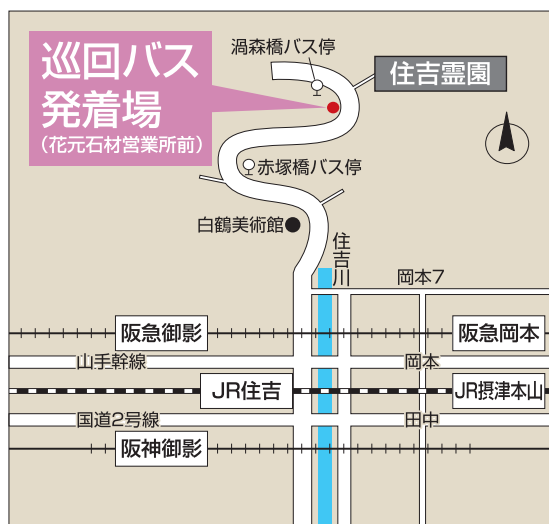 巡回バス
発着場
(花元石材営業所前)
渦森橋バス停
住吉霊園
赤塚橋バス停
白鶴美術館
住吉川
岡本7
阪急御影
阪急岡本
山手幹線
岡本
JR住吉
JR摂津本山
国道2号線
田中
阪神御影